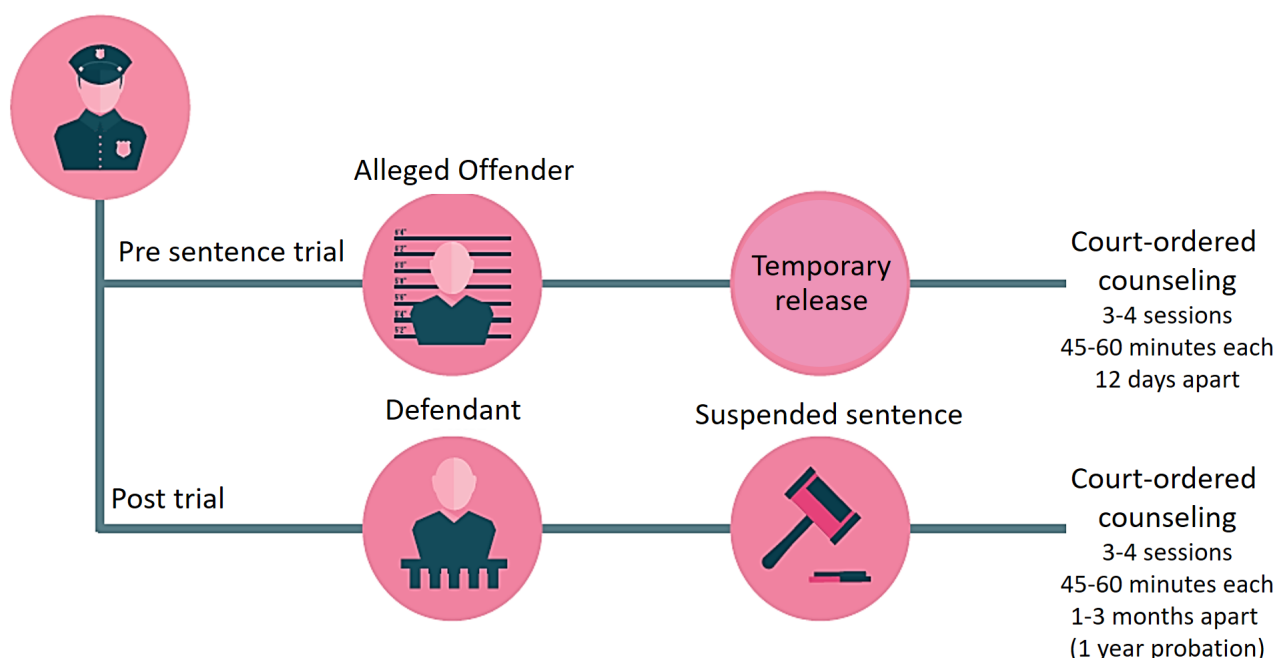 Alleged Offender
Pre sentence trial
Temporary
release
Court-ordered
counseling
3-4 sessions
45-60 minutes each
12 days apart
Defendant
Suspended sentence
Post trial
Court-ordered
counseling
3-4 sessions
45-60 minutes each
1-3 months apart
(1 year probation)